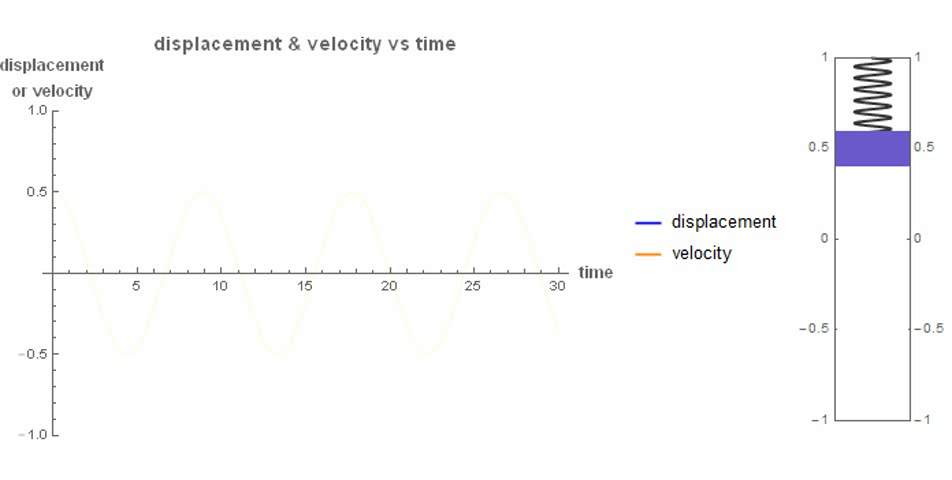 displacement & velocity vs time
displacement
or velocity
1.0
0.5
-0.5
-1.0
5 10 15 20 25 30
time
displacement
velocity
1 1
0.5 0.5
0 0
-0.5 -0.5
-1 -1